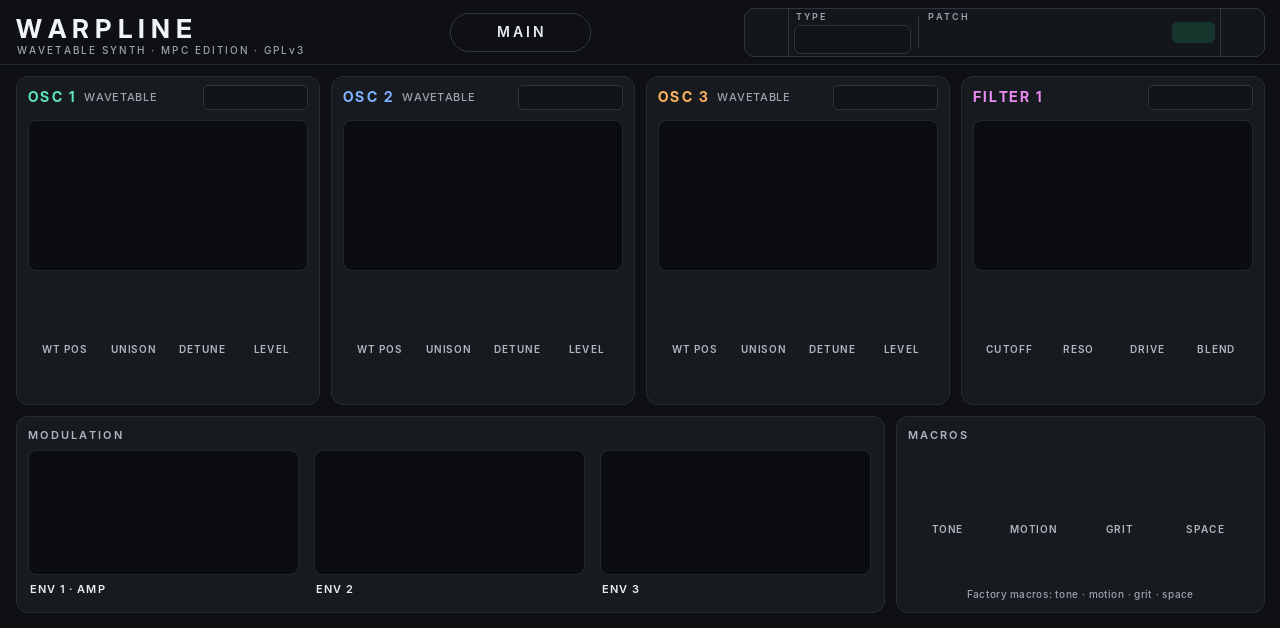 WARPLINE
WAVETABLE SYNTH · MPC EDITION · GPLv3
MAIN
TYPE
PATCH
OSC 1 WAVETABLE
OSC 2 WAVETABLE
OSC 3 WAVETABLE
FILTER 1
WT POS UNISON DETUNE LEVEL
WT POS UNISON DETUNE LEVEL
WT POS UNISON DETUNE LEVEL
CUTOFF RESO DRIVE BLEND
MODULATION
ENV 1 · AMP
ENV 2
ENV 3
MACROS
TONE MOTION GRIT SPACE
Factory macros: tone · motion · grit · space